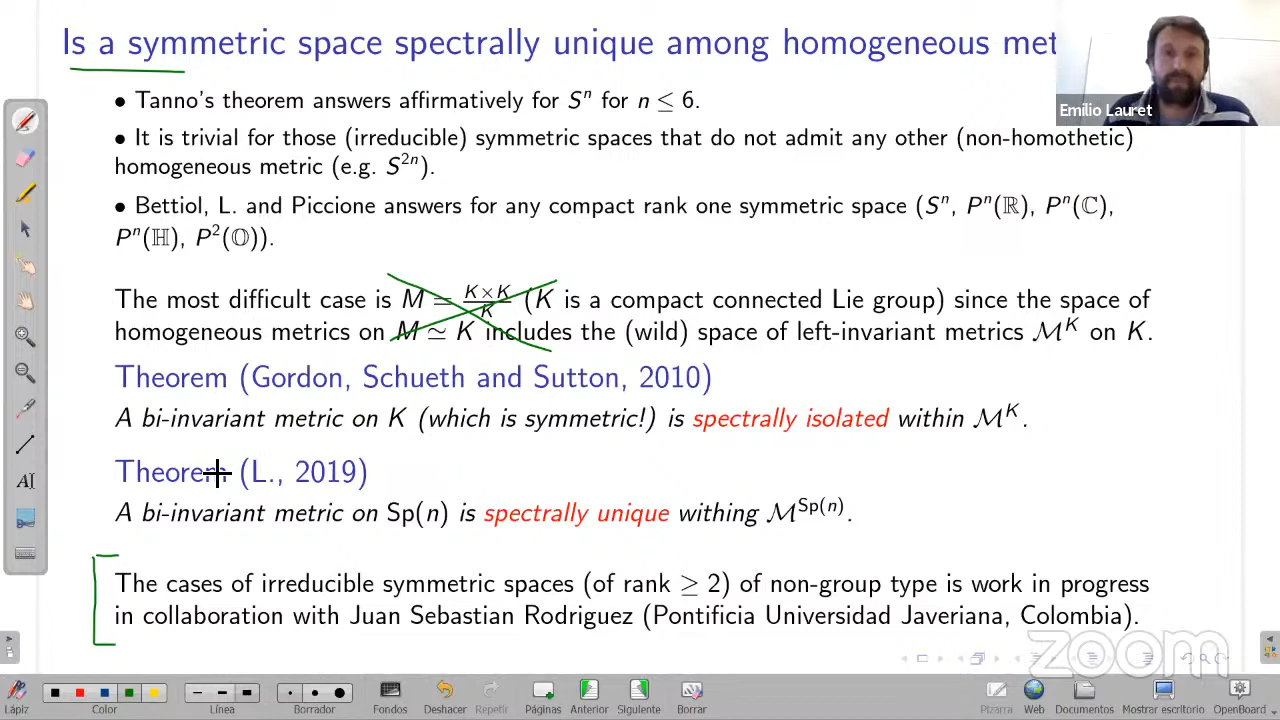 Is a symmetric space spectrally unique among homogeneous met
Emilio Lauret
• Tanno's theorem answers affirmatively for Sⁿ for n ≤ 6.
• It is trivial for those (irreducible) symmetric spaces that do not admit any other (non-homothetic)
homogeneous metric (e.g. S²ⁿ).
• Bettiol, L. and Piccione answers for any compact rank one symmetric space (Sⁿ, Pⁿ(ℝ), Pⁿ(ℂ),
Pⁿ(ℍ), P²(𝕆)).
The most difficult case is M = K×K/K (K is a compact connected Lie group) since the space of
homogeneous metrics on M ≃ K includes the (wild) space of left-invariant metrics ℳᴷ on K.
Theorem (Gordon, Schueth and Sutton, 2010)
A bi-invariant metric on K (which is symmetric!) is spectrally isolated within ℳᴷ.
Theorem (L., 2019)
A bi-invariant metric on Sp(n) is spectrally unique withing ℳ^Sp(n).
The cases of irreducible symmetric spaces (of rank ≥ 2) of non-group type is work in progress
in collaboration with Juan Sebastian Rodriguez (Pontificia Universidad Javeriana, Colombia).
zoom
Lápiz Color Línea Borrador Fondos Deshacer Repetir Páginas Anterior Siguiente Borrar Pizarra Web Documentos Mostrar escritorio OpenBoard